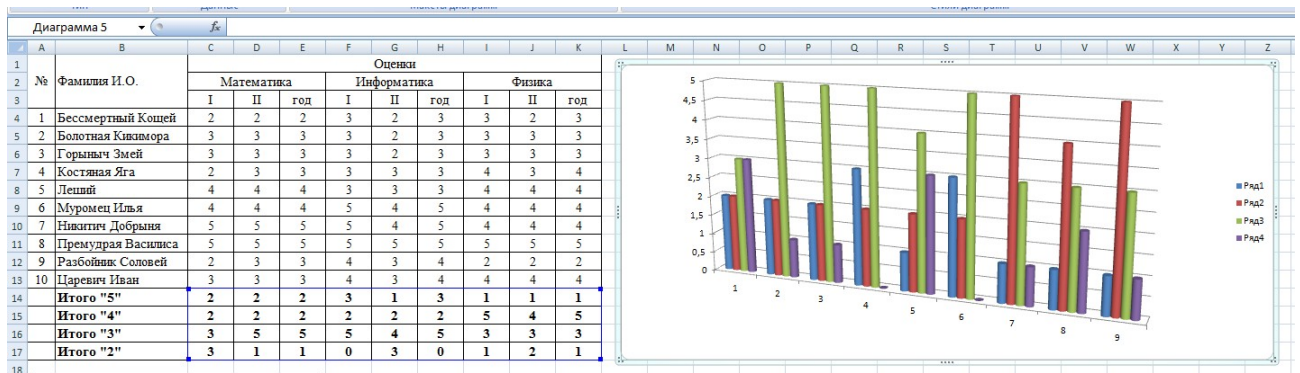 Диаграмма 5 fx
A B C D E F G H I J K L M N O P Q R S T U V W X Y Z
1 Оценки
2 № Фамилия И.О. Математика Информатика Физика
3 I II год I II год I II год
4 1 Бессмертный Кощей 2 2 2 3 2 3 3 2 3
5 2 Болотная Кикимора 3 3 3 3 2 3 3 3 3
6 3 Горыныч Змей 3 3 3 3 2 3 3 3 3
7 4 Костяная Яга 2 3 3 3 3 3 4 3 4
8 5 Леший 4 4 4 3 3 3 4 4 4
9 6 Муромец Илья 4 4 4 5 4 5 4 4 4
10 7 Никитич Добрыня 5 5 5 5 4 5 4 4 4
11 8 Премудрая Василиса 5 5 5 5 5 5 5 5 5
12 9 Разбойник Соловей 2 3 3 4 3 4 2 2 2
13 10 Царевич Иван 3 3 3 4 3 4 4 4 4
14 Итого "5" 2 2 2 3 1 3 1 1 1
15 Итого "4" 2 2 2 2 2 2 5 4 5
16 Итого "3" 3 5 5 5 4 5 3 3 3
17 Итого "2" 3 1 1 0 3 0 1 2 1
18
5
4,5
4
3,5
3
2,5
2
1,5
1
0,5
0
1 2 3 4 5 6 7 8 9
Ряд1
Ряд2
Ряд3
Ряд4